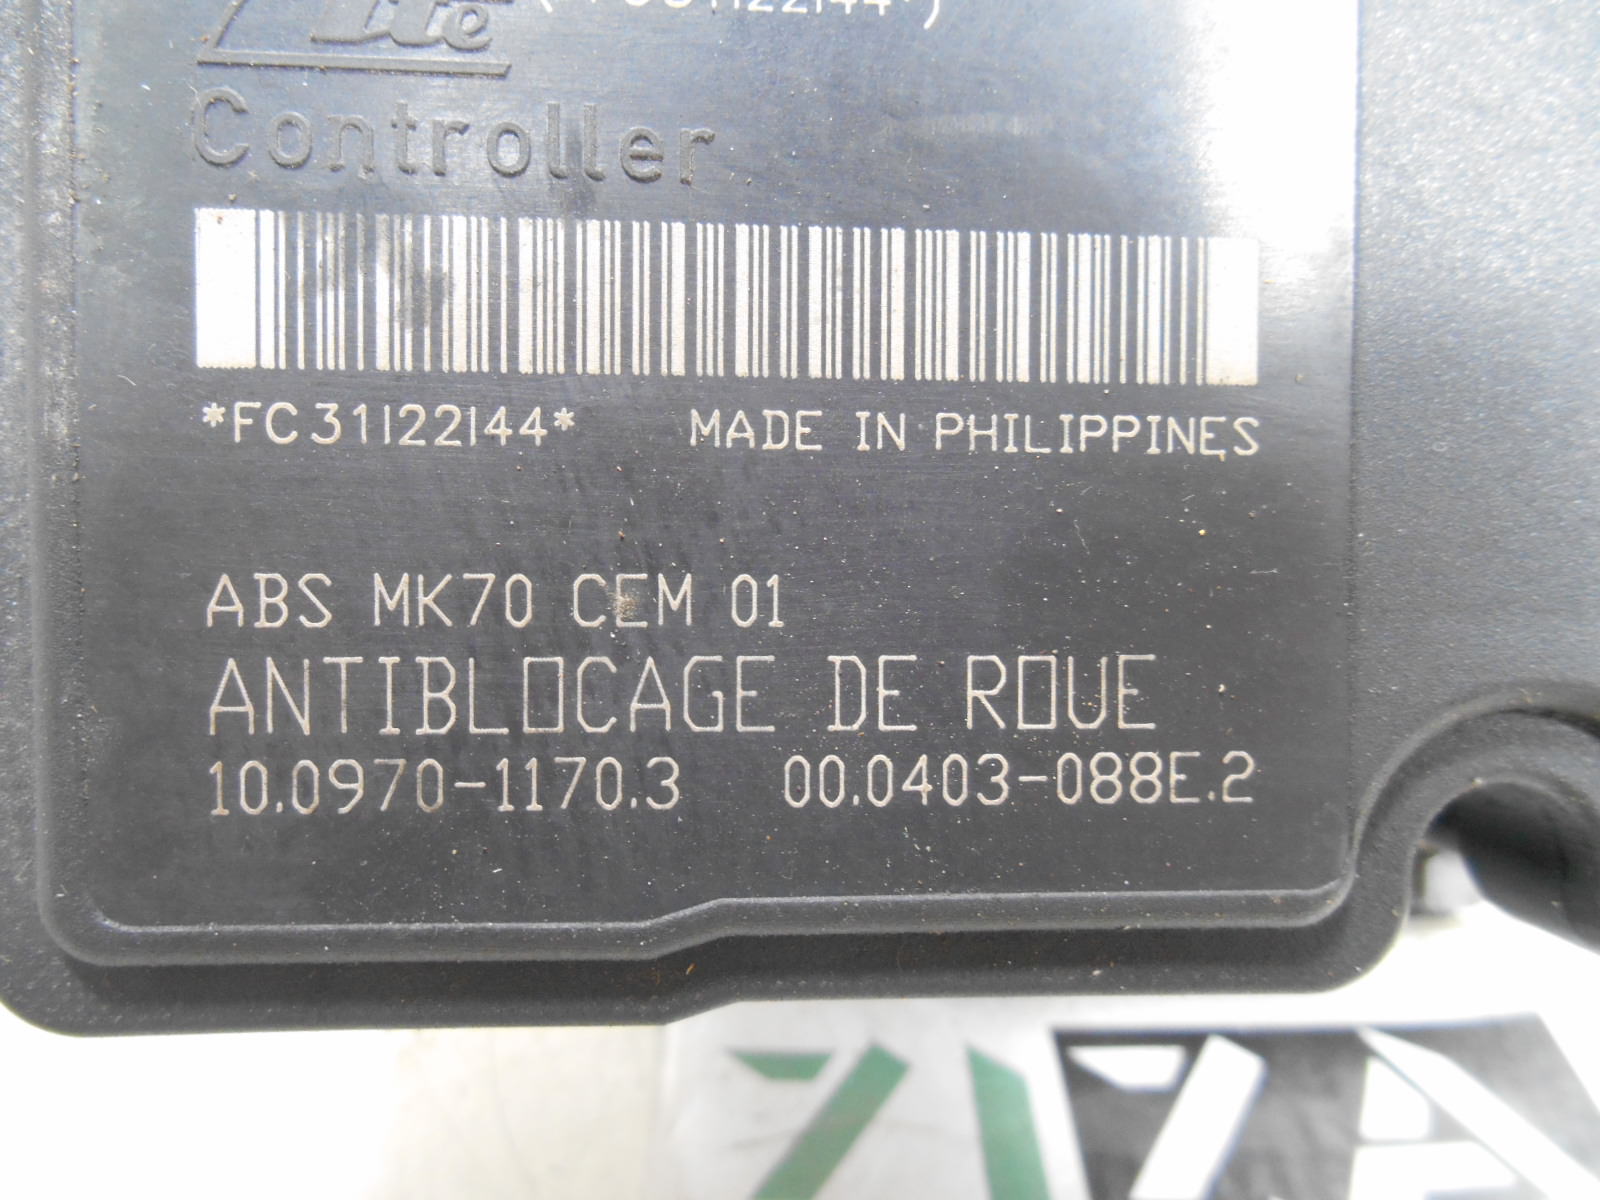 Ate
Controller
*FC31122144* MADE IN PHILIPPINES
ABS MK70 CEM 01
ANTIBLOCAGE DE ROUE
10.0970-1170.3 00.0403-088E.2